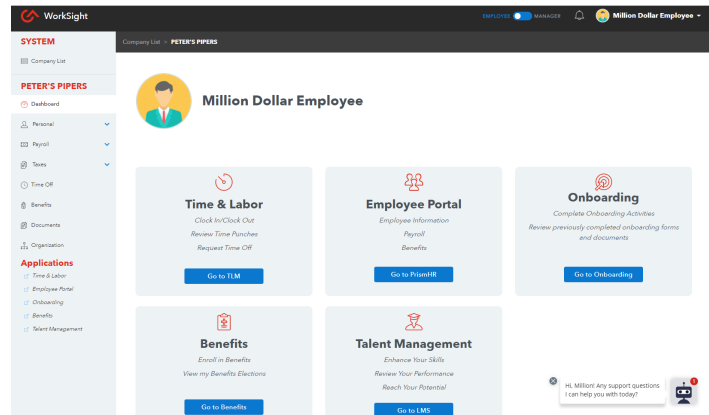 WorkSight
EMPLOYEE MANAGER
Million Dollar Employee
SYSTEM
Company List
Company List > PETER'S PIPERS
PETER'S PIPERS
Dashboard
Personal
Payroll
Taxes
Time Off
Benefits
Documents
Organization
Applications
Time & Labor
Employee Portal
Onboarding
Benefits
Talent Management
Million Dollar Employee
Time & Labor
Clock In/Clock Out
Review Time Punches
Request Time Off
Go to TLM
Employee Portal
Employee Information
Payroll
Benefits
Go to PrismHR
Onboarding
Complete Onboarding Activities
Review previously completed onboarding forms
and documents
Go to Onboarding
Benefits
Enroll in Benefits
View my Benefits Elections
Go to Benefits
Talent Management
Enhance Your Skills
Review Your Performance
Reach Your Potential
Go to LMS
Hi, Million! Any support questions
I can help you with today?
1